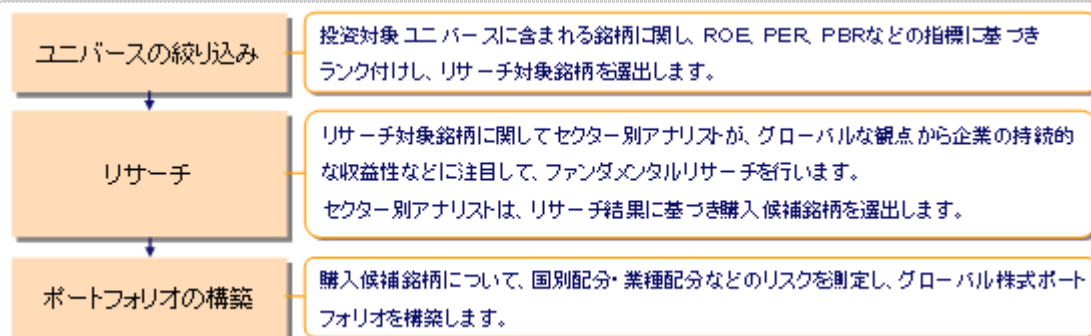 ユニバースの絞り込み
投資対象ユニバースに含まれる銘柄に関し、ROE, PER, PBRなどの指標に基づき
ランク付けし、リサーチ対象銘柄を選出します。
リサーチ
リサーチ対象銘柄に関してセクター別アナリストが、グローバルな観点から企業の持続的
な収益性などに注目して、ファンダメンタルリサーチを行います。
セクター別アナリストは、リサーチ結果に基づき購入候補銘柄を選出します。
ポートフォリオの構築
購入候補銘柄について、国別配分・業種配分などのリスクを測定し、グローバル株式ポート
フォリオを構築します。